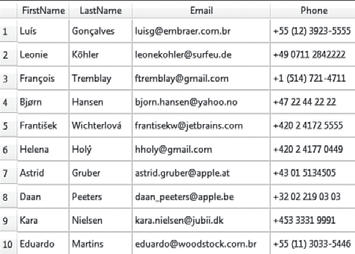 FirstName LastName Email Phone
1 Luís Gonçalves luisg@embraer.com.br +55 (12) 3923-5555
2 Leonie Köhler leonekohler@surfeu.de +49 0711 2842222
3 François Tremblay ftremblay@gmail.com +1 (514) 721-4711
4 Bjørn Hansen bjorn.hansen@yahoo.no +47 22 44 22 22
5 František Wichterlová frantisekw@jetbrains.com +420 2 4172 5555
6 Helena Holý hholy@gmail.com +420 2 4177 0449
7 Astrid Gruber astrid.gruber@apple.at +43 01 5134505
8 Daan Peeters daan_peeters@apple.be +32 02 219 03 03
9 Kara Nielsen kara.nielsen@jubii.dk +453 3331 9991
10 Eduardo Martins eduardo@woodstock.com.br +55 (11) 3033-5446